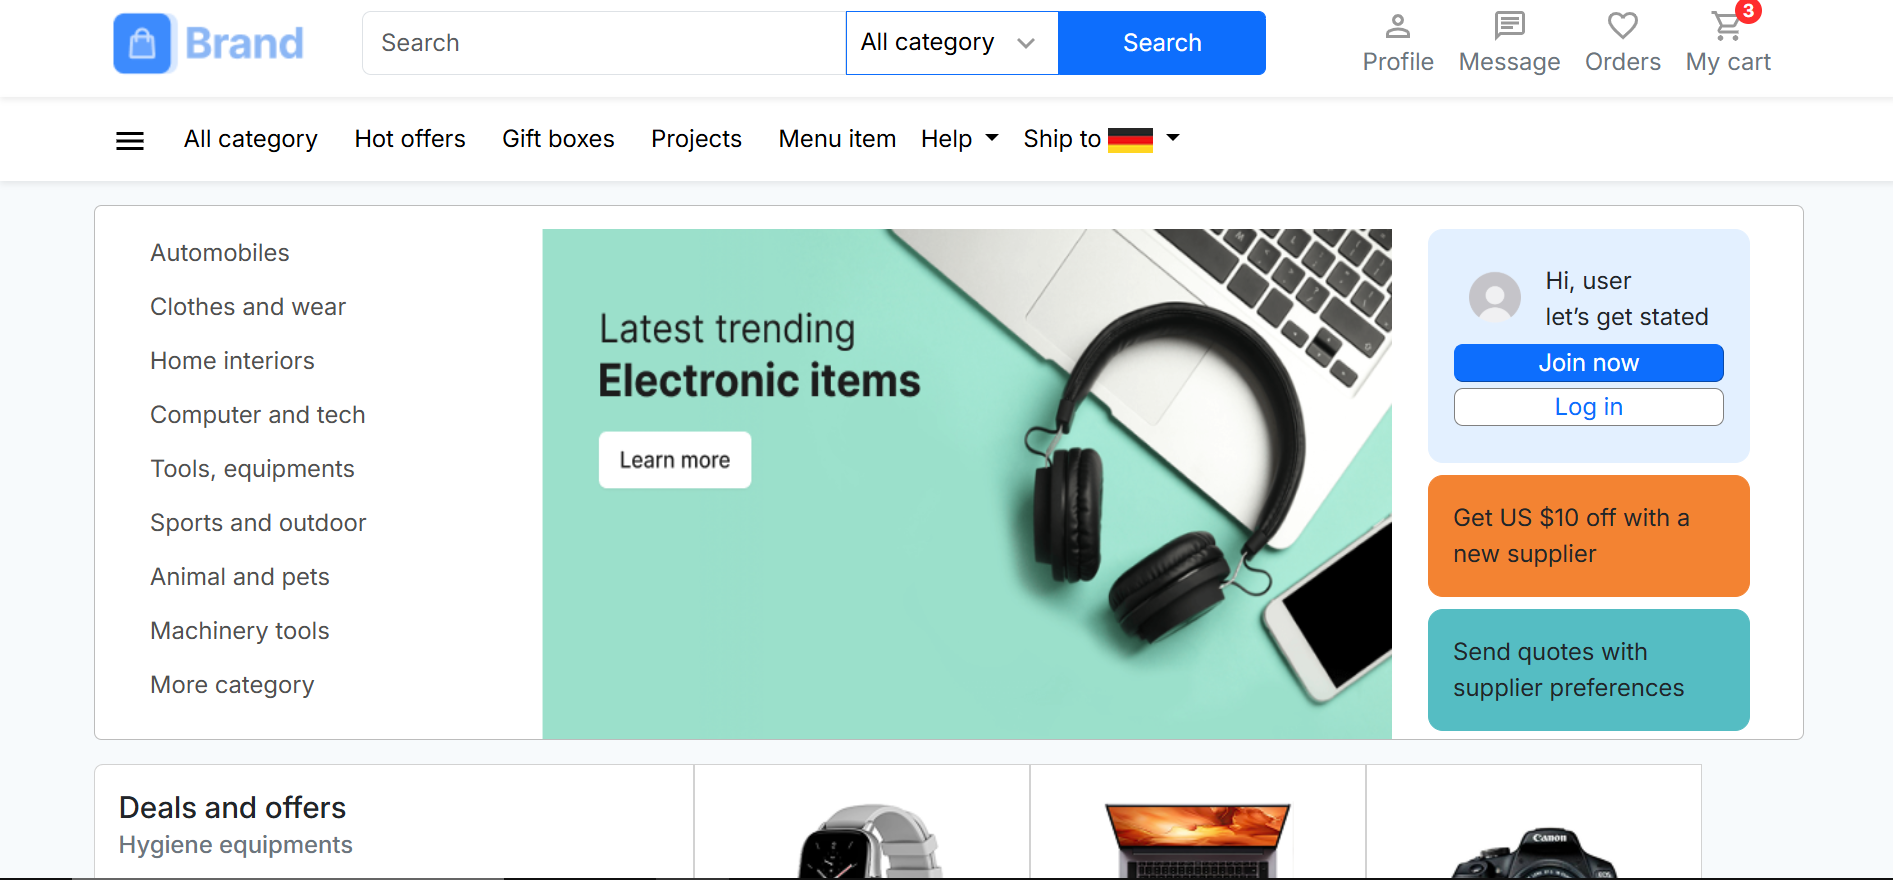 Brand
Search
All category
Search
Profile
Message
Orders
3
My cart
All category
Hot offers
Gift boxes
Projects
Menu item
Help
Ship to
Automobiles
Clothes and wear
Home interiors
Computer and tech
Tools, equipments
Sports and outdoor
Animal and pets
Machinery tools
More category
Latest trending
Electronic items
Learn more
Hi, user
let’s get stated
Join now
Log in
Get US $10 off with a
new supplier
Send quotes with
supplier preferences
Deals and offers
Hygiene equipments
Canon
EOS